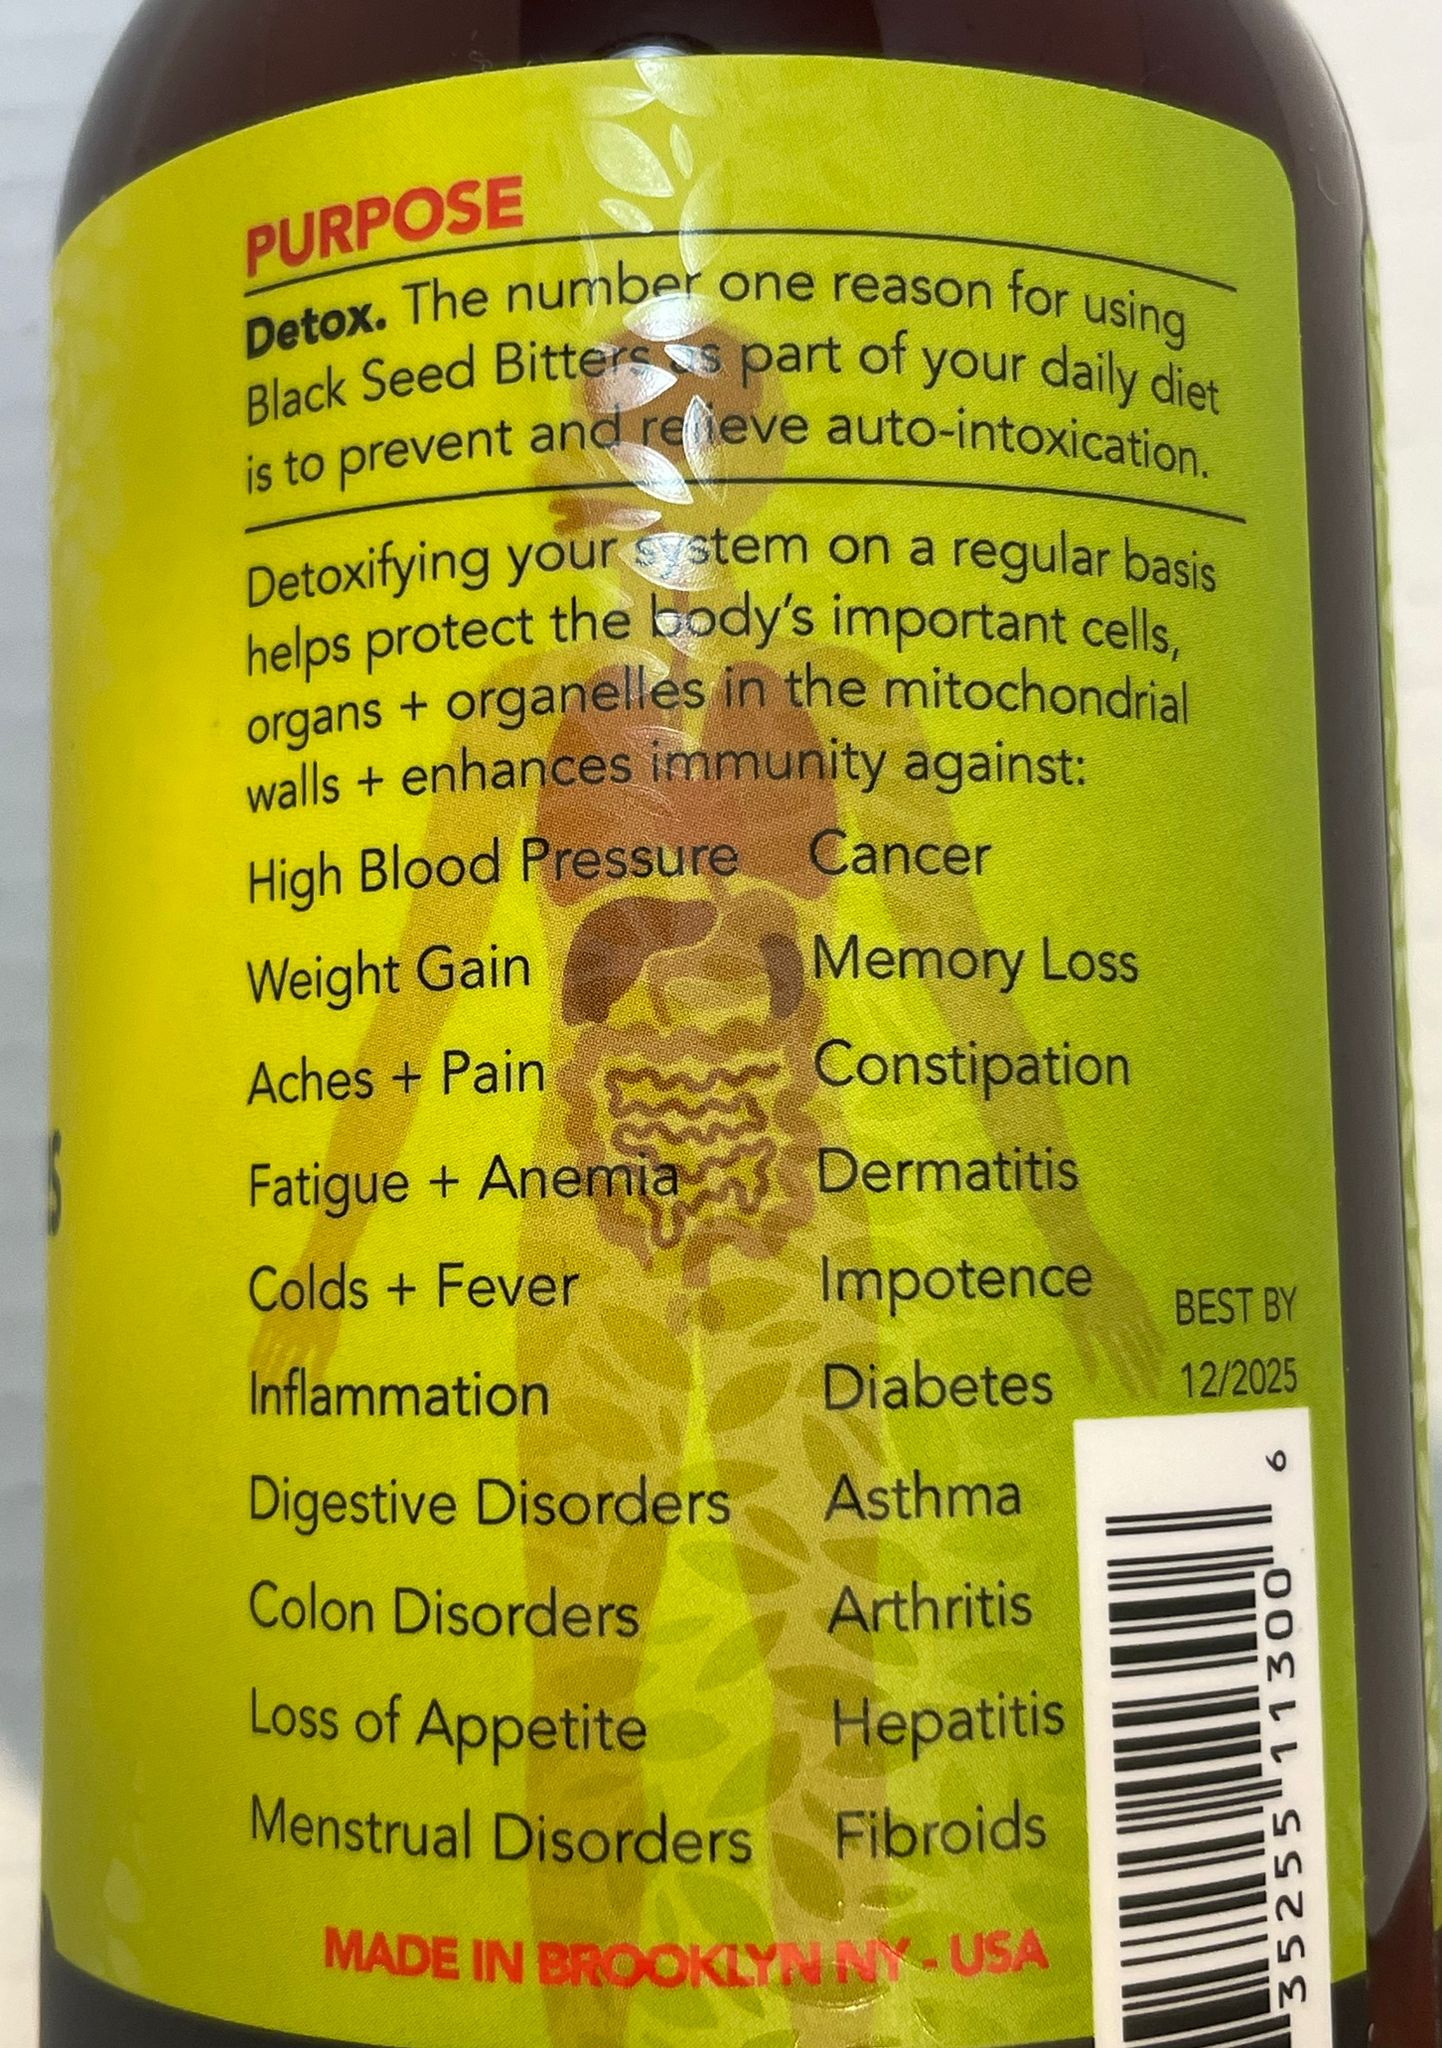 PURPOSE
Detox. The number one reason for using
Black Seed Bitters as part of your daily diet
is to prevent and relieve auto-intoxication.
Detoxifying your system on a regular basis
helps protect the body's important cells,
organs + organelles in the mitochondrial
walls + enhances immunity against:
High Blood Pressure
Weight Gain
Aches + Pain
Fatigue + Anemia
Colds + Fever
Inflammation
Digestive Disorders
Colon Disorders
Loss of Appetite
Menstrual Disorders
Cancer
Memory Loss
Constipation
Dermatitis
Impotence
Diabetes
Asthma
Arthritis
Hepatitis
Fibroids
BEST BY
12/2025
35255 11300 6
MADE IN BROOKLYN NY - USA